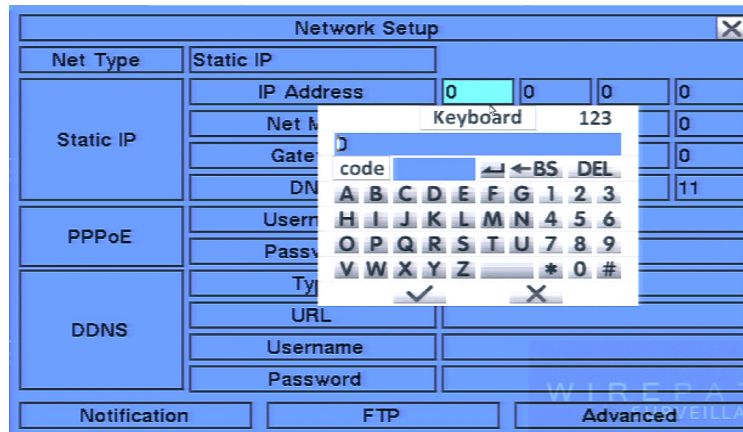 Network Setup
Net Type Static IP
IP Address 0 0 0 0
Static IP
Net 0
Keyboard 123
0
code BS DEL
0
11
A B C D E F G 1 2 3
H I J K L M N 4 5 6
O P Q R S T U 7 8 9
V W X Y Z * 0 #
PPPoE
DDNS
URL
Username
Password
Notification FTP Advanced